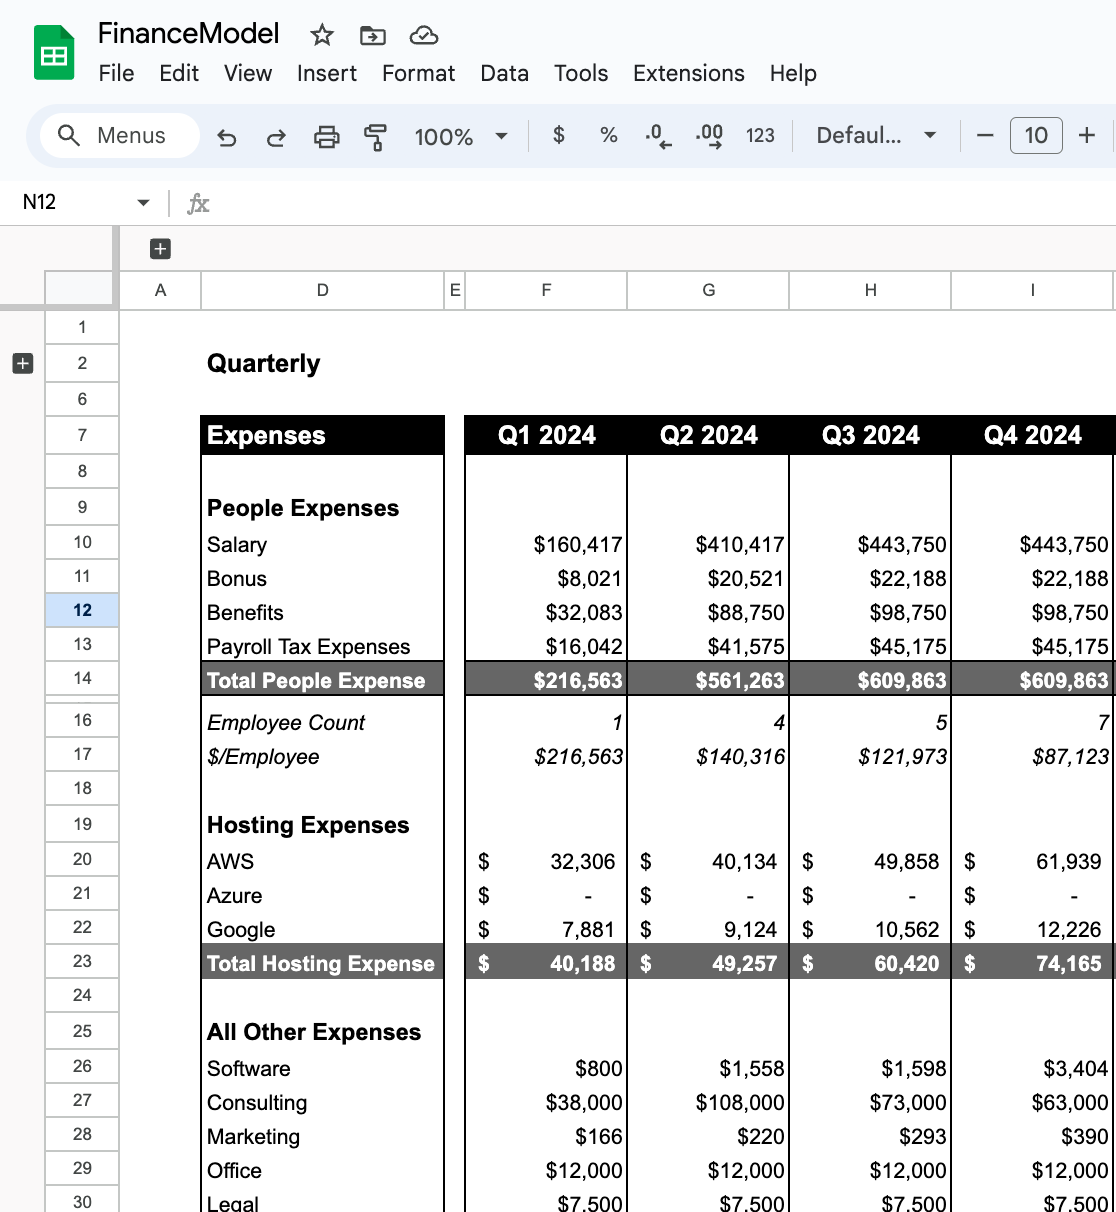 FinanceModel
File Edit View Insert Format Data Tools Extensions Help
Menus 100% $ % .0 .00 123 Defaul... − 10 +
N12 fx
+
A D E F G H I
1
+ 2 Quarterly
6
7 Expenses Q1 2024 Q2 2024 Q3 2024 Q4 2024
8
9 People Expenses
10 Salary $160,417 $410,417 $443,750 $443,750
11 Bonus $8,021 $20,521 $22,188 $22,188
12 Benefits $32,083 $88,750 $98,750 $98,750
13 Payroll Tax Expenses $16,042 $41,575 $45,175 $45,175
14 Total People Expense $216,563 $561,263 $609,863 $609,863
16 Employee Count 1 4 5 7
17 $/Employee $216,563 $140,316 $121,973 $87,123
18
19 Hosting Expenses
20 AWS $ 32,306 $ 40,134 $ 49,858 $ 61,939
21 Azure $ - $ - $ - $ -
22 Google $ 7,881 $ 9,124 $ 10,562 $ 12,226
23 Total Hosting Expense $ 40,188 $ 49,257 $ 60,420 $ 74,165
24
25 All Other Expenses
26 Software $800 $1,558 $1,598 $3,404
27 Consulting $38,000 $108,000 $73,000 $63,000
28 Marketing $166 $220 $293 $390
29 Office $12,000 $12,000 $12,000 $12,000
30 Legal $7,500 $7,500 $7,500 $7,500